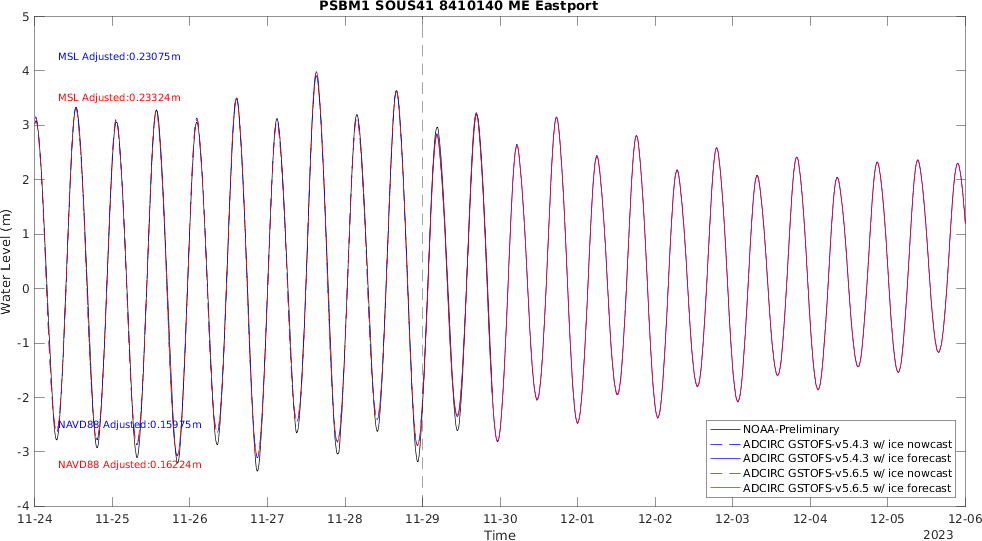 PSBM1 SOUS41 8410140 ME Eastport
5
4
3
2
1
0
-1
-2
-3
-4
Water Level (m)
MSL Adjusted:0.23075m
MSL Adjusted:0.23324m
NAVD88 Adjusted:0.15975m
NAVD88 Adjusted:0.16224m
NOAA-Preliminary
ADCIRC GSTOFS-v5.4.3 w/ ice nowcast
ADCIRC GSTOFS-v5.4.3 w/ ice forecast
ADCIRC GSTOFS-v5.6.5 w/ ice nowcast
ADCIRC GSTOFS-v5.6.5 w/ ice forecast
11-24 11-25 11-26 11-27 11-28 11-29 11-30 12-01 12-02 12-03 12-04 12-05 12-06
Time
2023